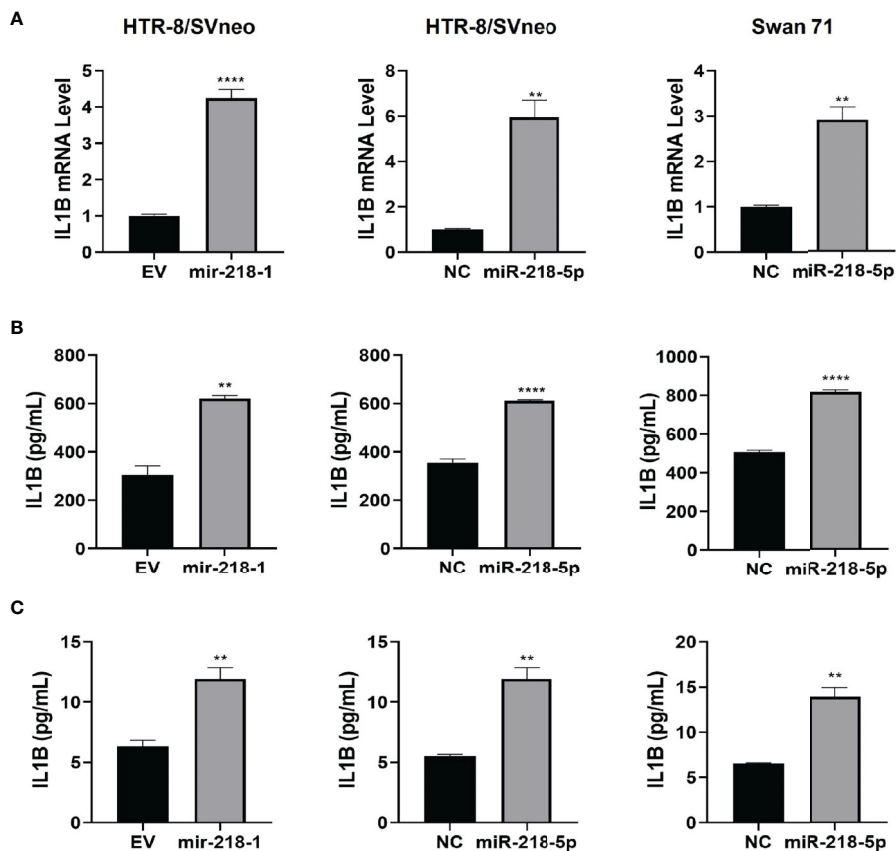 A
HTR-8/SVneo
HTR-8/SVneo
Swan 71
IL1B mRNA Level
5
4
3
2
1
0
****
EV
mir-218-1
IL1B mRNA Level
8
6
4
2
0
**
NC
miR-218-5p
IL1B mRNA Level
4
3
2
1
0
**
NC
miR-218-5p
B
IL1B (pg/mL)
800
600
400
200
0
**
EV
mir-218-1
IL1B (pg/mL)
800
600
400
200
0
****
NC
miR-218-5p
IL1B (pg/mL)
1000
800
600
400
200
0
****
NC
miR-218-5p
C
IL1B (pg/mL)
15
10
5
0
**
EV
mir-218-1
IL1B (pg/mL)
15
10
5
0
**
NC
miR-218-5p
IL1B (pg/mL)
20
15
10
5
0
**
NC
miR-218-5p